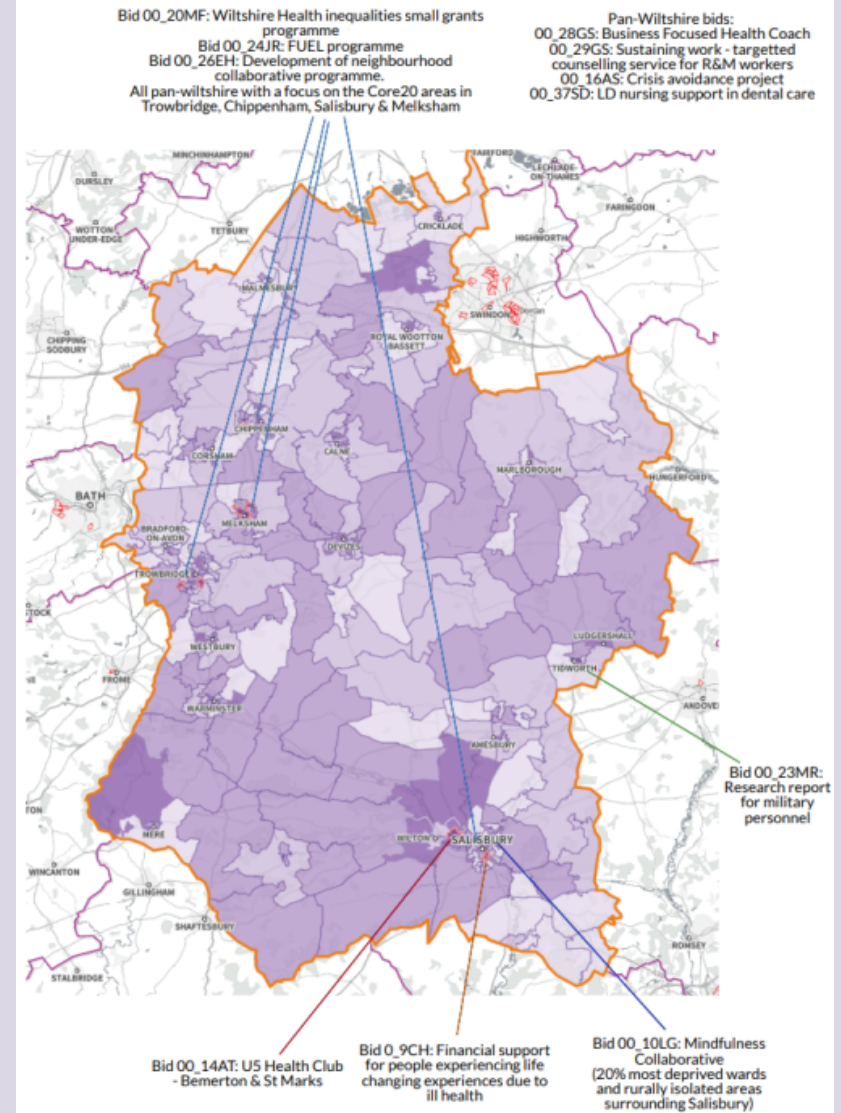 Bid 00_20MF: Wiltshire Health inequalities small grants
programme
Bid 00_24JR: FUEL programme
Bid 00_26EH: Development of neighbourhood
collaborative programme.
All pan-wiltshire with a focus on the Core20 areas in
Trowbridge, Chippenham, Salisbury & Melksham
Pan-Wiltshire bids:
00_28GS: Business Focused Health Coach
00_29GS: Sustaining work - targetted
counselling service for R&M workers
00_16AS: Crisis avoidance project
00_37SD: LD nursing support in dental care
MINCHINHAMPTON
FAIRFORD
LECHLADE-
ON-THAMES
DURSLEY
FARINGDON
CRICKLADE
WOTTON
UNDER-EDGE
TETBURY
HIGHWORTH
MALMESBURY
SWINDON
CHIPPING
SODBURY
ROYAL WOOTTON
BASSETT
CHIPPENHAM
CORSHAM
CALNE
MARLBOROUGH
HUNGERFORD
BATH
MELKSHAM
BRADFORD-
ON-AVON
DEVIZES
TROWBRIDGE
STOCK
LUDGERSHALL
WESTBURY
TIDWORTH
FROME
ANDOVE
WARMINSTER
AMESBURY
Bid 00_23MR:
Research report
for military
personnel
TON
MERE
WILTON
SALISBURY
WINCANTON
GILLINGHAM
SHAFTESBURY
ROMSEY
STALBRIDGE
Bid 00_14AT: U5 Health Club
- Bemerton & St Marks
Bid 0_9CH: Financial support
for people experiencing life
changing experiences due to
ill health
Bid 00_10LG: Mindfulness
Collaborative
(20% most deprived wards
and rurally isolated areas
surrounding Salisbury)